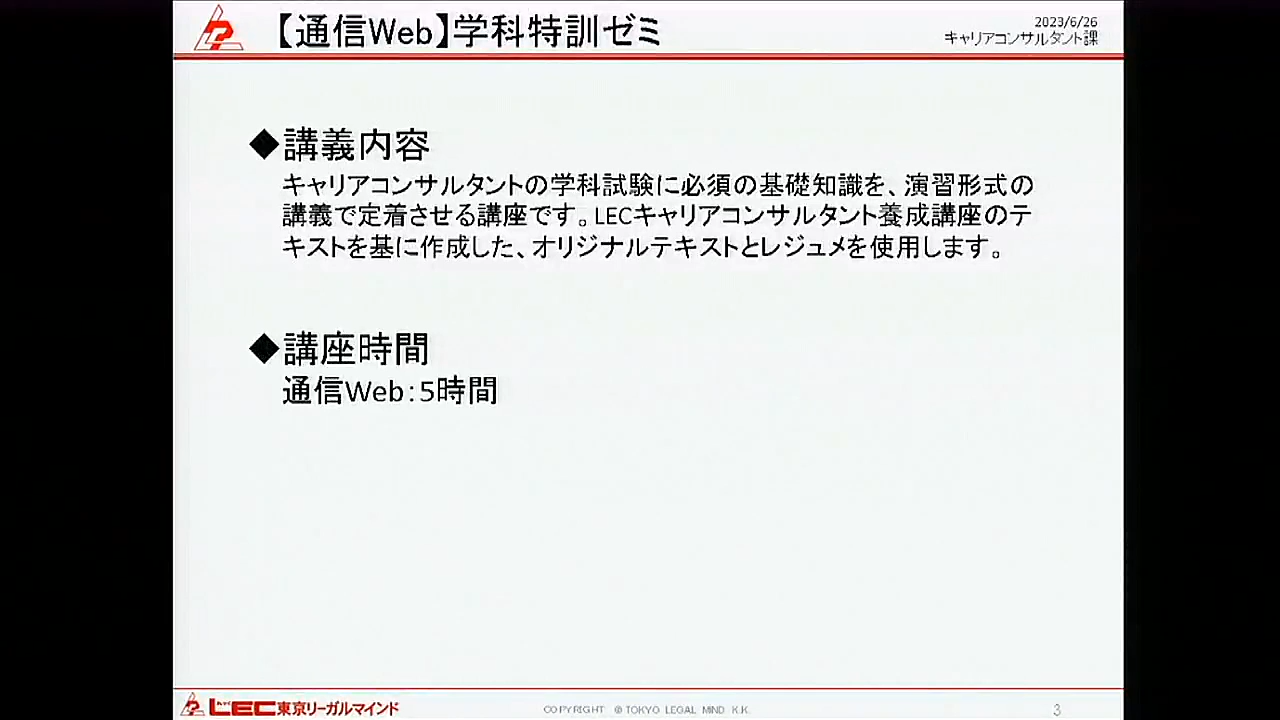 【通信Web】学科特訓ゼミ
2023/6/26
キャリアコンサルタント課
◆講義内容
キャリアコンサルタントの学科試験に必須の基礎知識を、演習形式の
講義で定着させる講座です。LECキャリアコンサルタント養成講座のテ
キストを基に作成した、オリジナルテキストとレジュメを使用します。
◆講座時間
通信Web：5時間
LEC東京リーガルマインド
COPYRIGHT © TOKYO LEGAL MIND K.K.
3